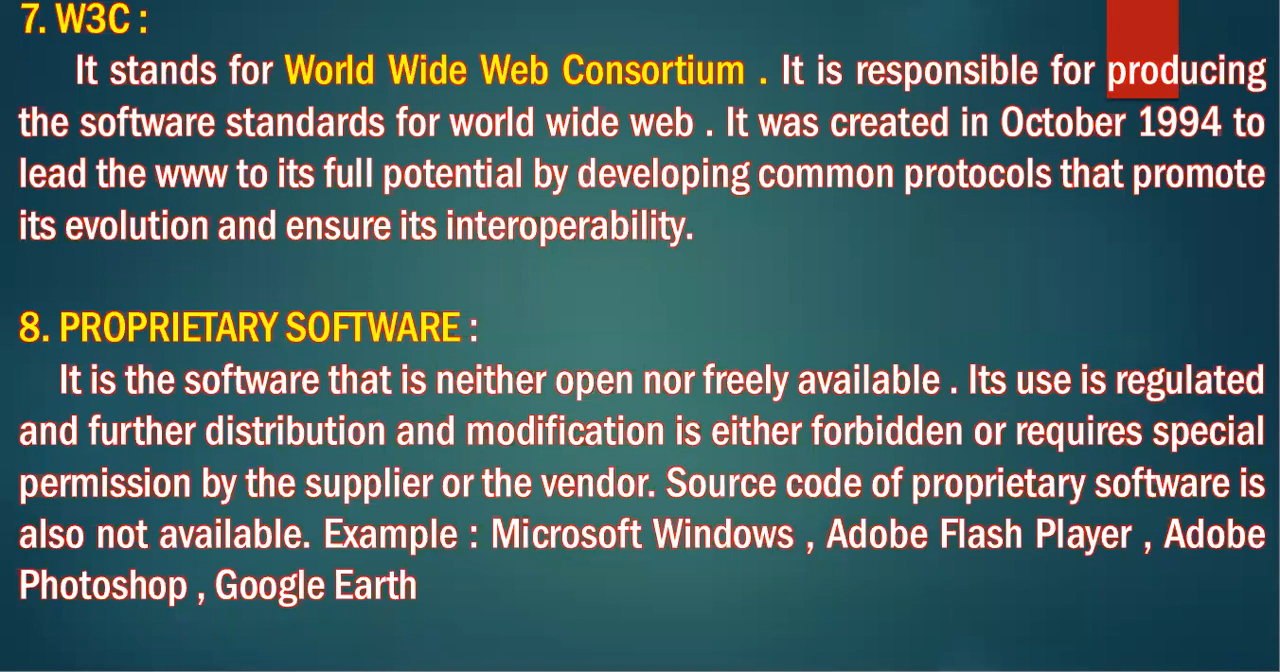 7. W3C :
It stands for World Wide Web Consortium . It is responsible for producing
the software standards for world wide web . It was created in October 1994 to
lead the www to its full potential by developing common protocols that promote
its evolution and ensure its interoperability.
8. PROPRIETARY SOFTWARE :
It is the software that is neither open nor freely available . Its use is regulated
and further distribution and modification is either forbidden or requires special
permission by the supplier or the vendor. Source code of proprietary software is
also not available. Example : Microsoft Windows , Adobe Flash Player , Adobe
Photoshop , Google Earth